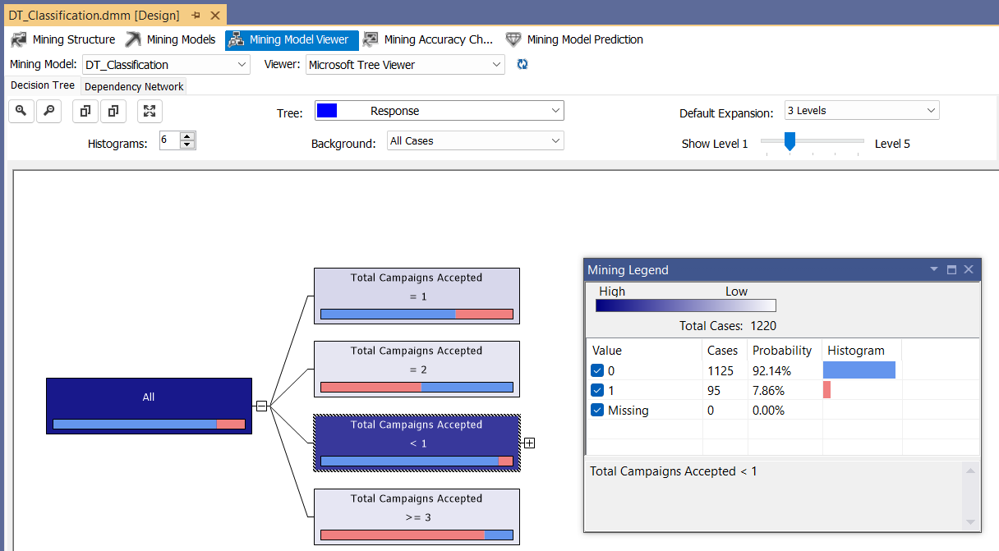 DT_Classification.dmm [Design]
Mining Structure Mining Models Mining Model Viewer Mining Accuracy Ch... Mining Model Prediction
Mining Model: DT_Classification Viewer: Microsoft Tree Viewer
Decision Tree Dependency Network
Tree: Response Default Expansion: 3 Levels
Histograms: 6 Background: All Cases Show Level 1 Level 5
All
Total Campaigns Accepted
= 1
Total Campaigns Accepted
= 2
Total Campaigns Accepted
< 1
Total Campaigns Accepted
>= 3
Mining Legend
High Low
Total Cases: 1220
Value Cases Probability Histogram
0 1125 92.14%
1 95 7.86%
Missing 0 0.00%
Total Campaigns Accepted < 1